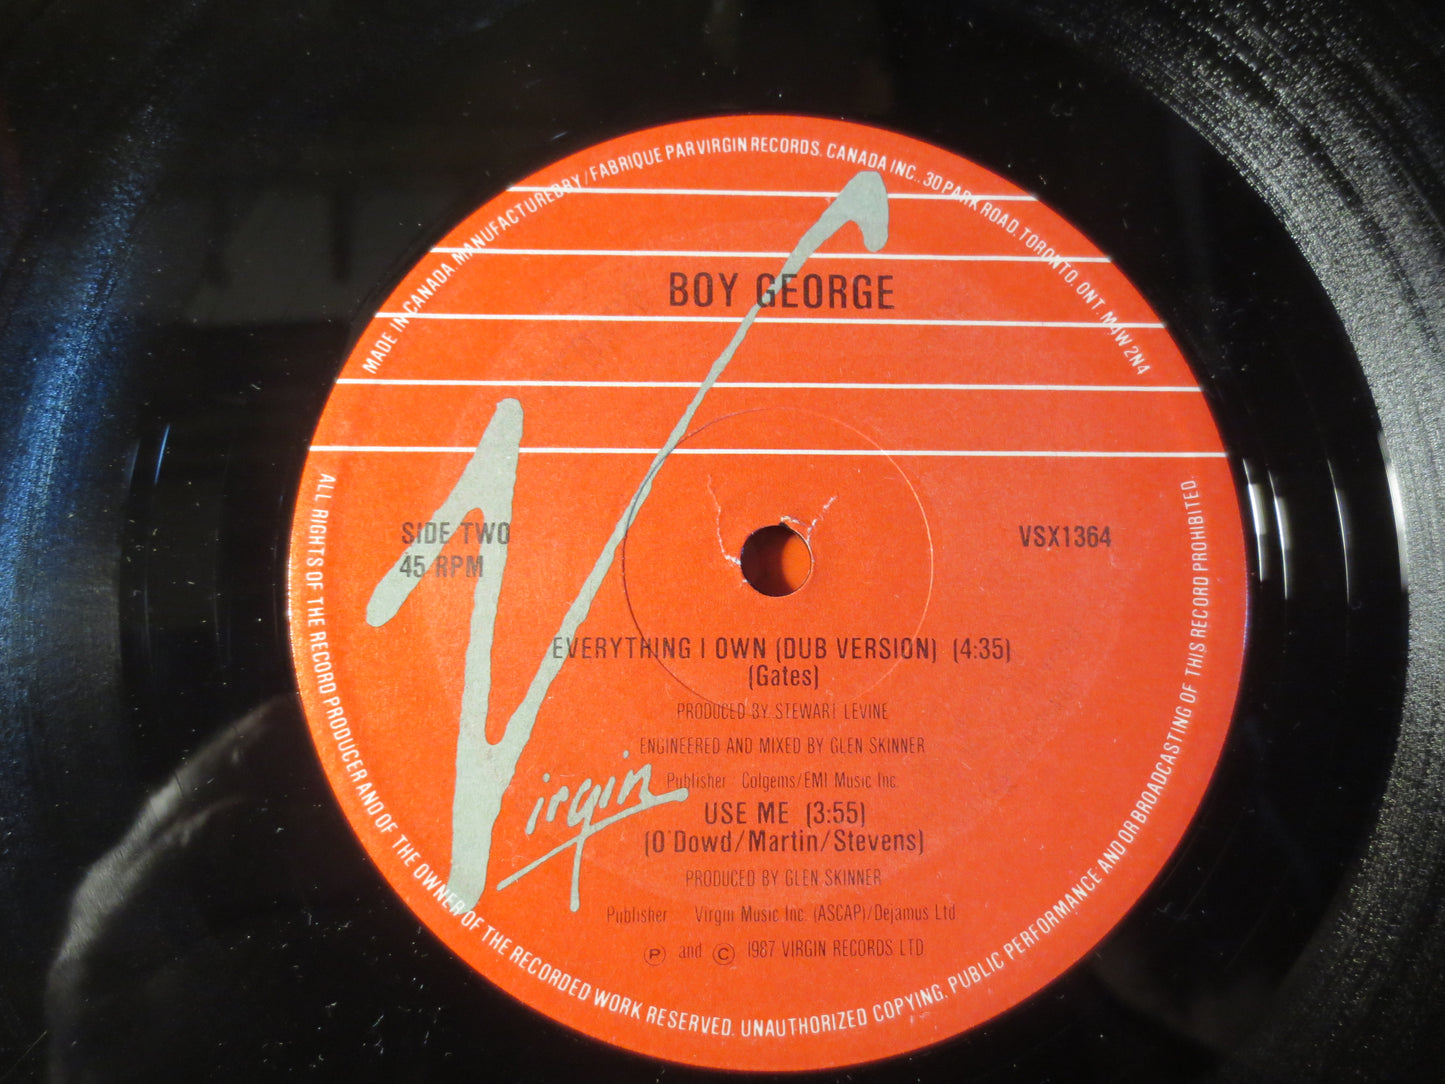 MADE IN CANADA. MANUFACTURED BY / FABRIQUE PAR VIRGIN RECORDS. CANADA INC., 30 PARK ROAD. TORONTO. ONT. M4W 2N4
BOY GEORGE
SIDE TWO
45 RPM
VSX1364
EVERYTHING I OWN (DUB VERSION) (4:35)
(Gates)
PRODUCED BY STEWART LEVINE
ENGINEERED AND MIXED BY GLEN SKINNER
Publisher Colgems/EMI Music Inc.
Virgin
USE ME (3:55)
(O'Dowd/Martin/Stevens)
PRODUCED BY GLEN SKINNER
Publisher Virgin Music Inc. (ASCAP)/Dejamus Ltd
Ⓟ and © 1987 VIRGIN RECORDS LTD
ALL RIGHTS OF THE RECORD PRODUCER AND OF THE OWNER OF THE RECORDED WORK RESERVED. UNAUTHORIZED COPYING. PUBLIC PERFORMANCE AND OR BROADCASTING OF THIS RECORD PROHIBITED.